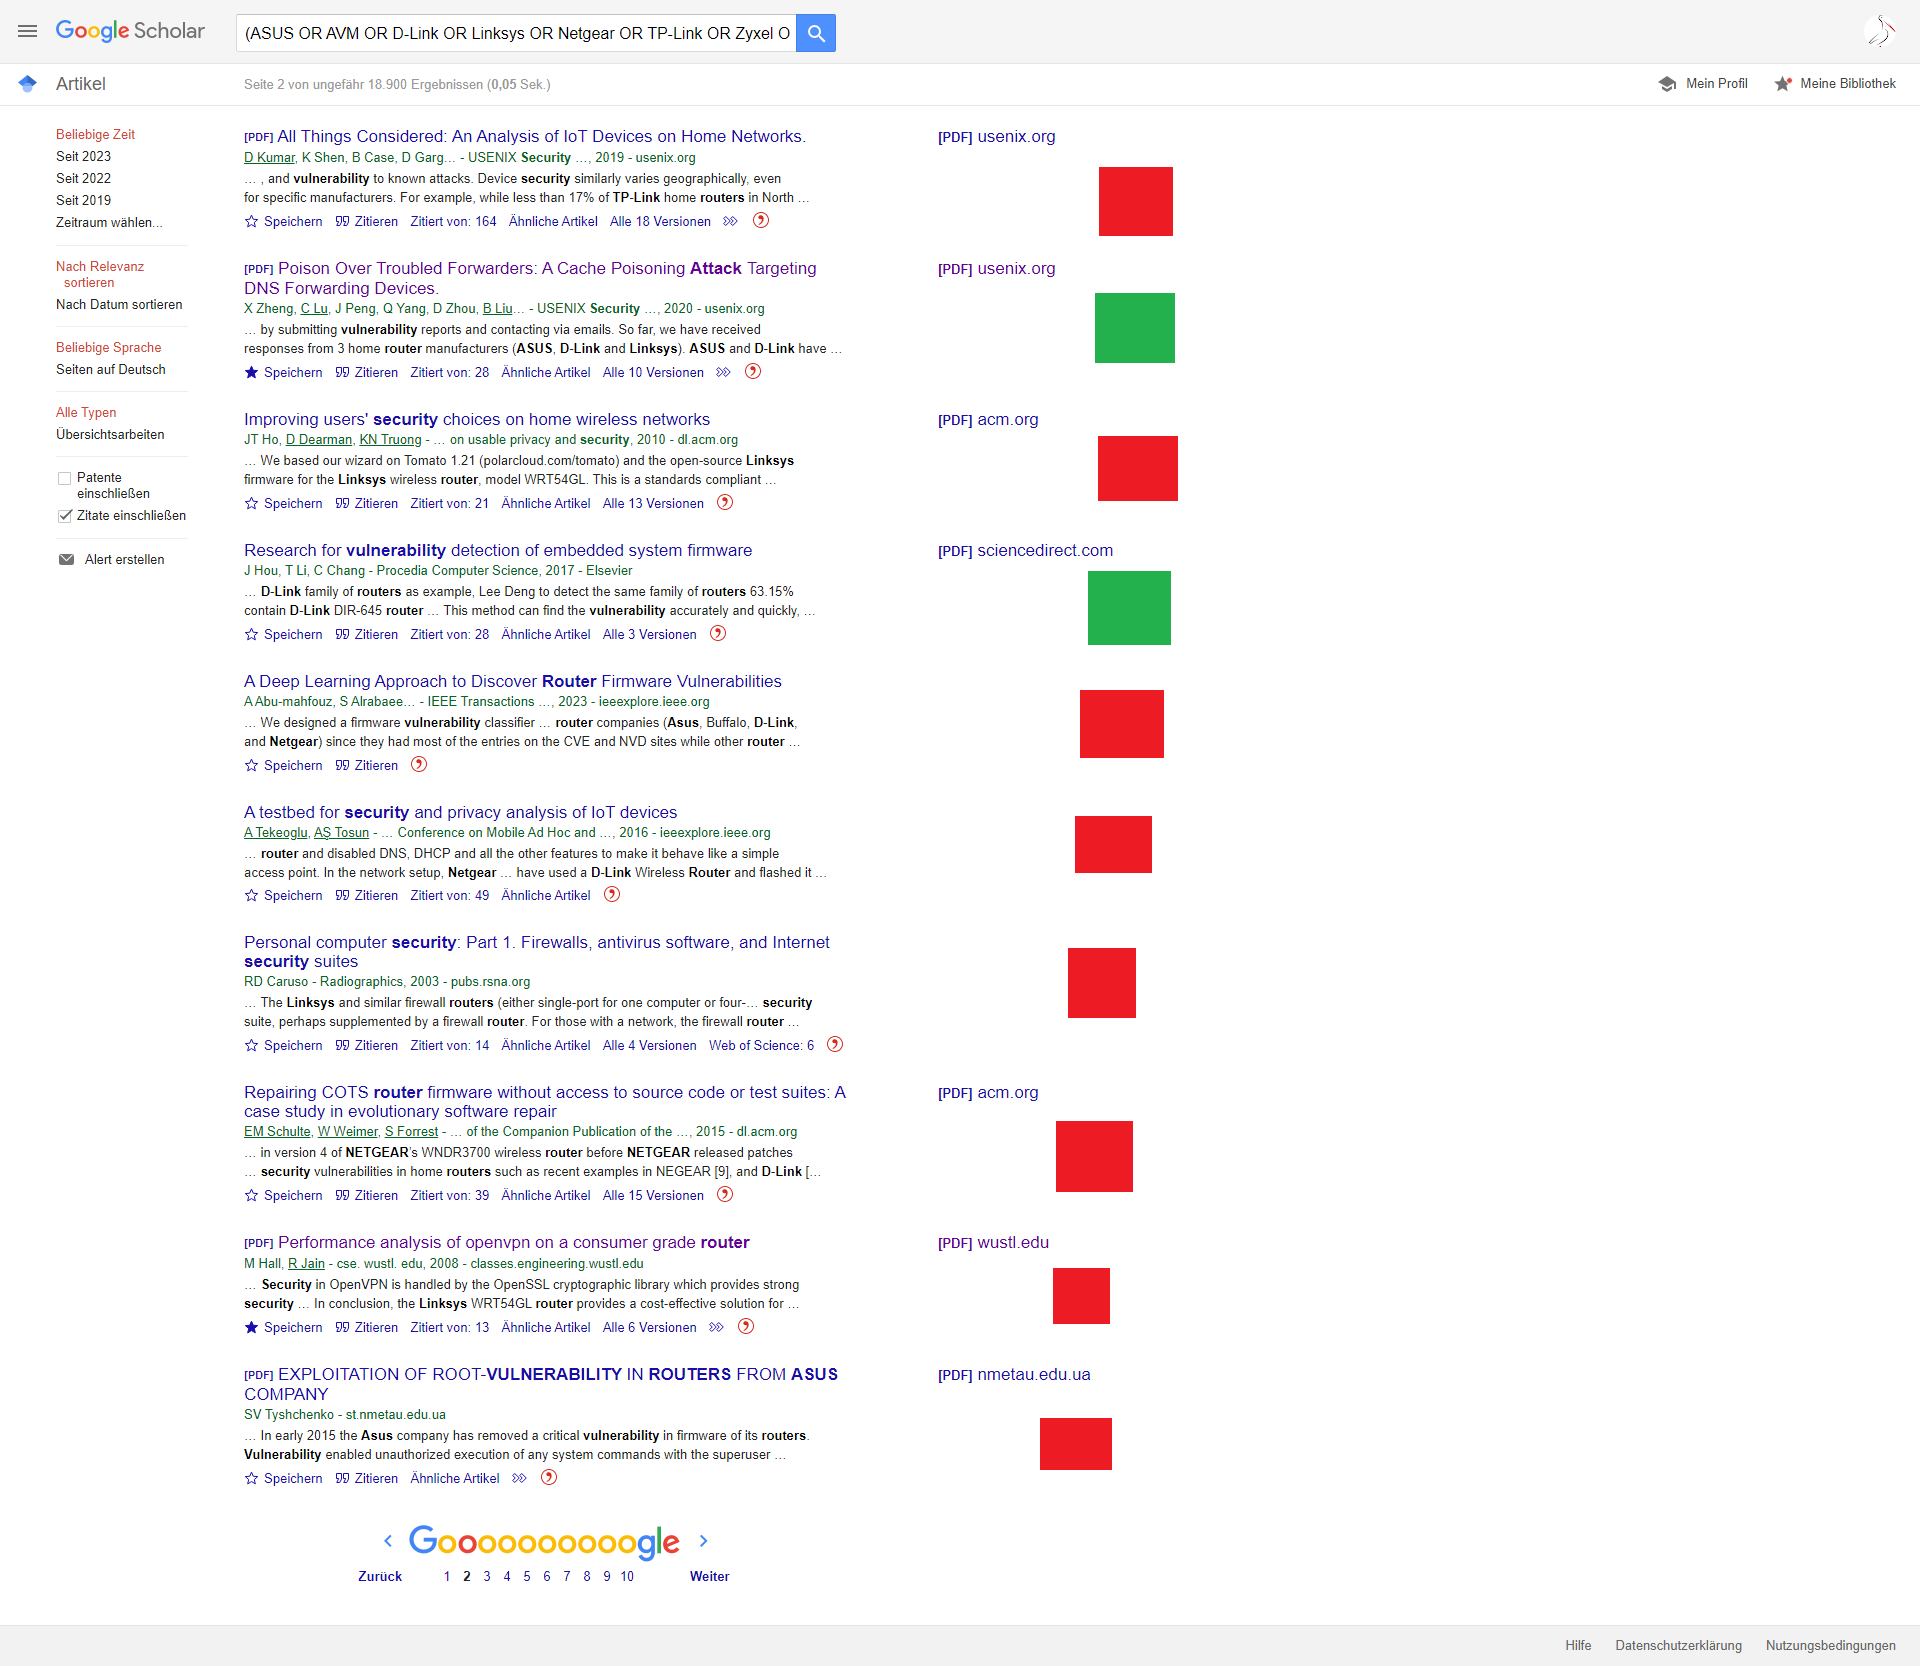 Google Scholar
(ASUS OR AVM OR D-Link OR Linksys OR Netgear OR TP-Link OR Zyxel O
Artikel
Seite 2 von ungefähr 18.900 Ergebnissen (0,05 Sek.)
Mein Profil
Meine Bibliothek
Beliebige Zeit
Seit 2023
Seit 2022
Seit 2019
Zeitraum wählen...
Nach Relevanz
sortieren
Nach Datum sortieren
Beliebige Sprache
Seiten auf Deutsch
Alle Typen
Übersichtsarbeiten
Patente
einschließen
Zitate einschließen
Alert erstellen
[PDF] All Things Considered: An Analysis of IoT Devices on Home Networks.
[PDF] usenix.org
D Kumar, K Shen, B Case, D Garg… - USENIX Security …, 2019 - usenix.org
… , and vulnerability to known attacks. Device security similarly varies geographically, even
for specific manufacturers. For example, while less than 17% of TP-Link home routers in North …
Speichern Zitieren Zitiert von: 164 Ähnliche Artikel Alle 18 Versionen
[PDF] Poison Over Troubled Forwarders: A Cache Poisoning Attack Targeting
DNS Forwarding Devices.
[PDF] usenix.org
X Zheng, C Lu, J Peng, Q Yang, D Zhou, B Liu… - USENIX Security …, 2020 - usenix.org
… by submitting vulnerability reports and contacting via emails. So far, we have received
responses from 3 home router manufacturers (ASUS, D-Link and Linksys). ASUS and D-Link have …
Speichern Zitieren Zitiert von: 28 Ähnliche Artikel Alle 10 Versionen
Improving users' security choices on home wireless networks
[PDF] acm.org
JT Ho, D Dearman, KN Truong - … on usable privacy and security, 2010 - dl.acm.org
… We based our wizard on Tomato 1.21 (polarcloud.com/tomato) and the open-source Linksys
firmware for the Linksys wireless router, model WRT54GL. This is a standards compliant …
Speichern Zitieren Zitiert von: 21 Ähnliche Artikel Alle 13 Versionen
Research for vulnerability detection of embedded system firmware
[PDF] sciencedirect.com
J Hou, T Li, C Chang - Procedia Computer Science, 2017 - Elsevier
… D-Link family of routers as example, Lee Deng to detect the same family of routers 63.15%
contain D-Link DIR-645 router … This method can find the vulnerability accurately and quickly, …
Speichern Zitieren Zitiert von: 28 Ähnliche Artikel Alle 3 Versionen
A Deep Learning Approach to Discover Router Firmware Vulnerabilities
A Abu-mahfouz, S Alrabaee… - IEEE Transactions …, 2023 - ieeexplore.ieee.org
… We designed a firmware vulnerability classifier … router companies (Asus, Buffalo, D-Link,
and Netgear) since they had most of the entries on the CVE and NVD sites while other router …
Speichern Zitieren
A testbed for security and privacy analysis of IoT devices
A Tekeoglu, AŞ Tosun - … Conference on Mobile Ad Hoc and …, 2016 - ieeexplore.ieee.org
… router and disabled DNS, DHCP and all the other features to make it behave like a simple
access point. In the network setup, Netgear … have used a D-Link Wireless Router and flashed it …
Speichern Zitieren Zitiert von: 49 Ähnliche Artikel
Personal computer security: Part 1. Firewalls, antivirus software, and Internet
security suites
RD Caruso - Radiographics, 2003 - pubs.rsna.org
… The Linksys and similar firewall routers (either single-port for one computer or four-… security
suite, perhaps supplemented by a firewall router. For those with a network, the firewall router …
Speichern Zitieren Zitiert von: 14 Ähnliche Artikel Alle 4 Versionen Web of Science: 6
Repairing COTS router firmware without access to source code or test suites: A
case study in evolutionary software repair
[PDF] acm.org
EM Schulte, W Weimer, S Forrest - … of the Companion Publication of the …, 2015 - dl.acm.org
… in version 4 of NETGEAR's WNDR3700 wireless router before NETGEAR released patches
… security vulnerabilities in home routers such as recent examples in NEGEAR [9], and D-Link […
Speichern Zitieren Zitiert von: 39 Ähnliche Artikel Alle 15 Versionen
[PDF] Performance analysis of openvpn on a consumer grade router
[PDF] wustl.edu
M Hall, R Jain - cse. wustl. edu, 2008 - classes.engineering.wustl.edu
… Security in OpenVPN is handled by the OpenSSL cryptographic library which provides strong
security … In conclusion, the Linksys WRT54GL router provides a cost-effective solution for …
Speichern Zitieren Zitiert von: 13 Ähnliche Artikel Alle 6 Versionen
[PDF] EXPLOITATION OF ROOT-VULNERABILITY IN ROUTERS FROM ASUS
COMPANY
[PDF] nmetau.edu.ua
SV Tyshchenko - st.nmetau.edu.ua
… In early 2015 the Asus company has removed a critical vulnerability in firmware of its routers.
Vulnerability enabled unauthorized execution of any system commands with the superuser …
Speichern Zitieren Ähnliche Artikel
Goooooooooogle
Zurück 1 2 3 4 5 6 7 8 9 10 Weiter
Hilfe Datenschutzerklärung Nutzungsbedingungen